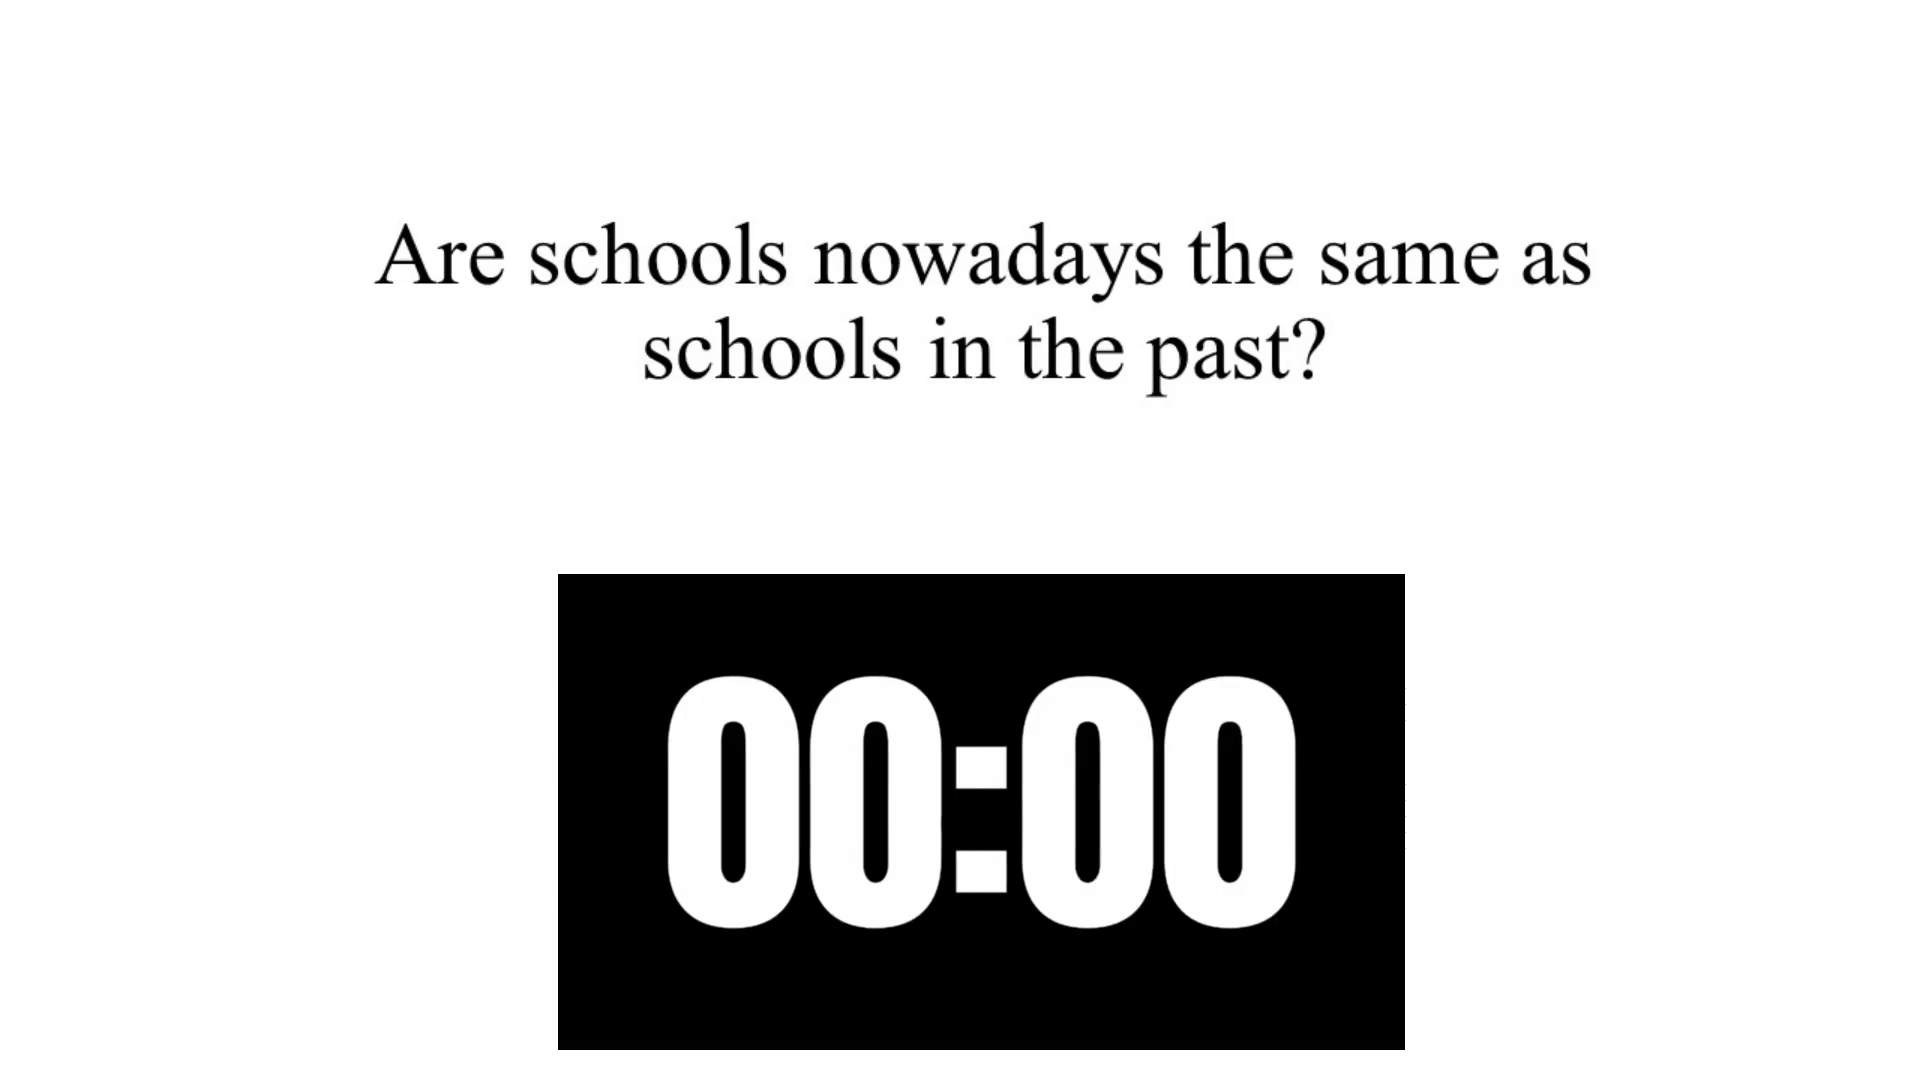 Are schools nowadays the same as
schools in the past?
00:00